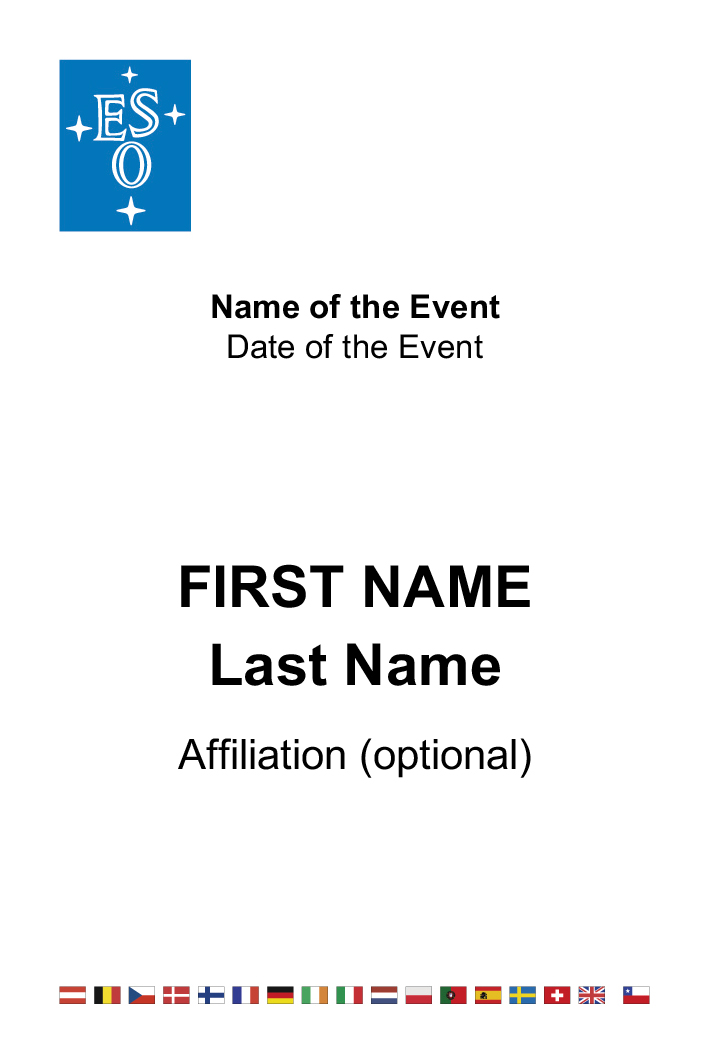 ESO
Name of the Event
Date of the Event
FIRST NAME
Last Name
Affiliation (optional)